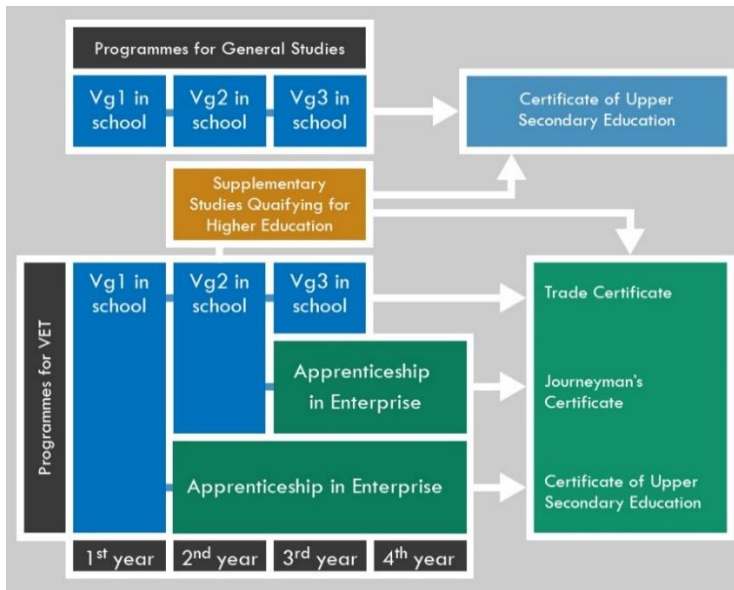 Programmes for General Studies
Vg1 in
school
Vg2 in
school
Vg3 in
school
Certificate of Upper
Secondary Education
Supplementary
Studies Quaifying for
Higher Education
Programmes for VET
Vg1 in
school
Vg2 in
school
Vg3 in
school
Trade Certificate
Apprenticeship
in Enterprise
Journeyman's
Certificate
Apprenticeship in Enterprise
Certificate of Upper
Secondary Education
1st year
2nd year
3rd year
4th year